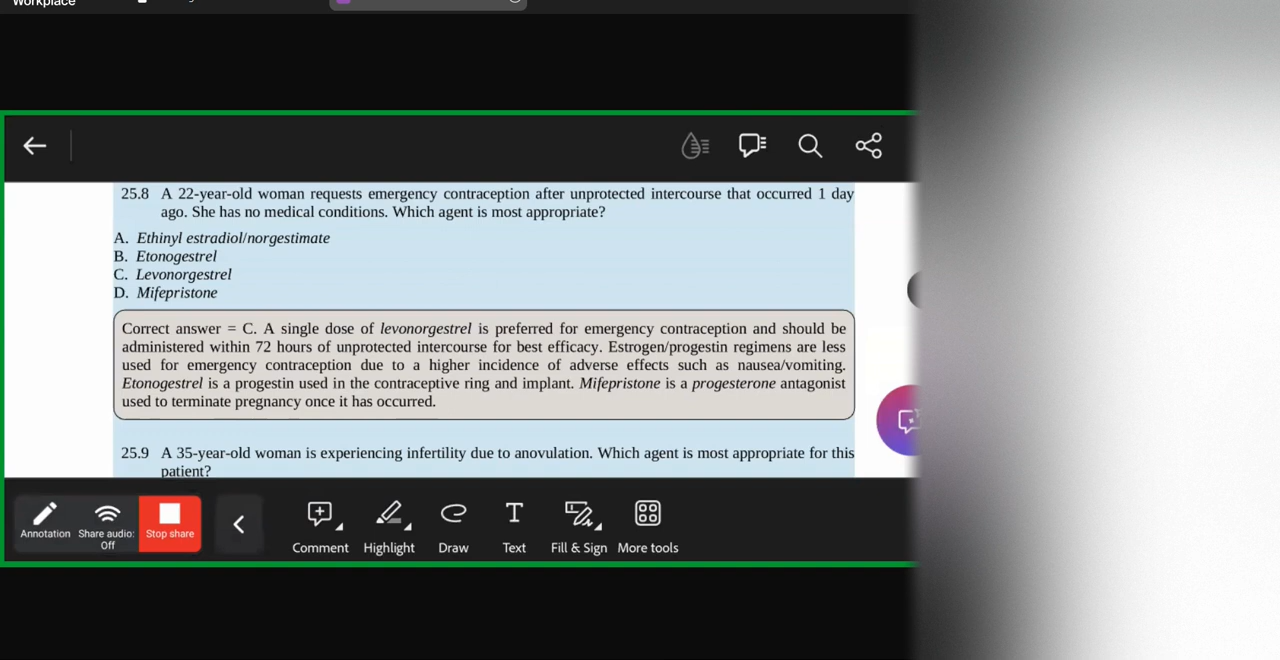 Workplace
25.8 A 22-year-old woman requests emergency contraception after unprotected intercourse that occurred 1 day
ago. She has no medical conditions. Which agent is most appropriate?
A. Ethinyl estradiol/norgestimate
B. Etonogestrel
C. Levonorgestrel
D. Mifepristone
Correct answer = C. A single dose of levonorgestrel is preferred for emergency contraception and should be
administered within 72 hours of unprotected intercourse for best efficacy. Estrogen/progestin regimens are less
used for emergency contraception due to a higher incidence of adverse effects such as nausea/vomiting.
Etonogestrel is a progestin used in the contraceptive ring and implant. Mifepristone is a progesterone antagonist
used to terminate pregnancy once it has occurred.
25.9 A 35-year-old woman is experiencing infertility due to anovulation. Which agent is most appropriate for this
patient?
Annotation Share audio: Off Stop share
Comment Highlight Draw Text Fill & Sign More tools